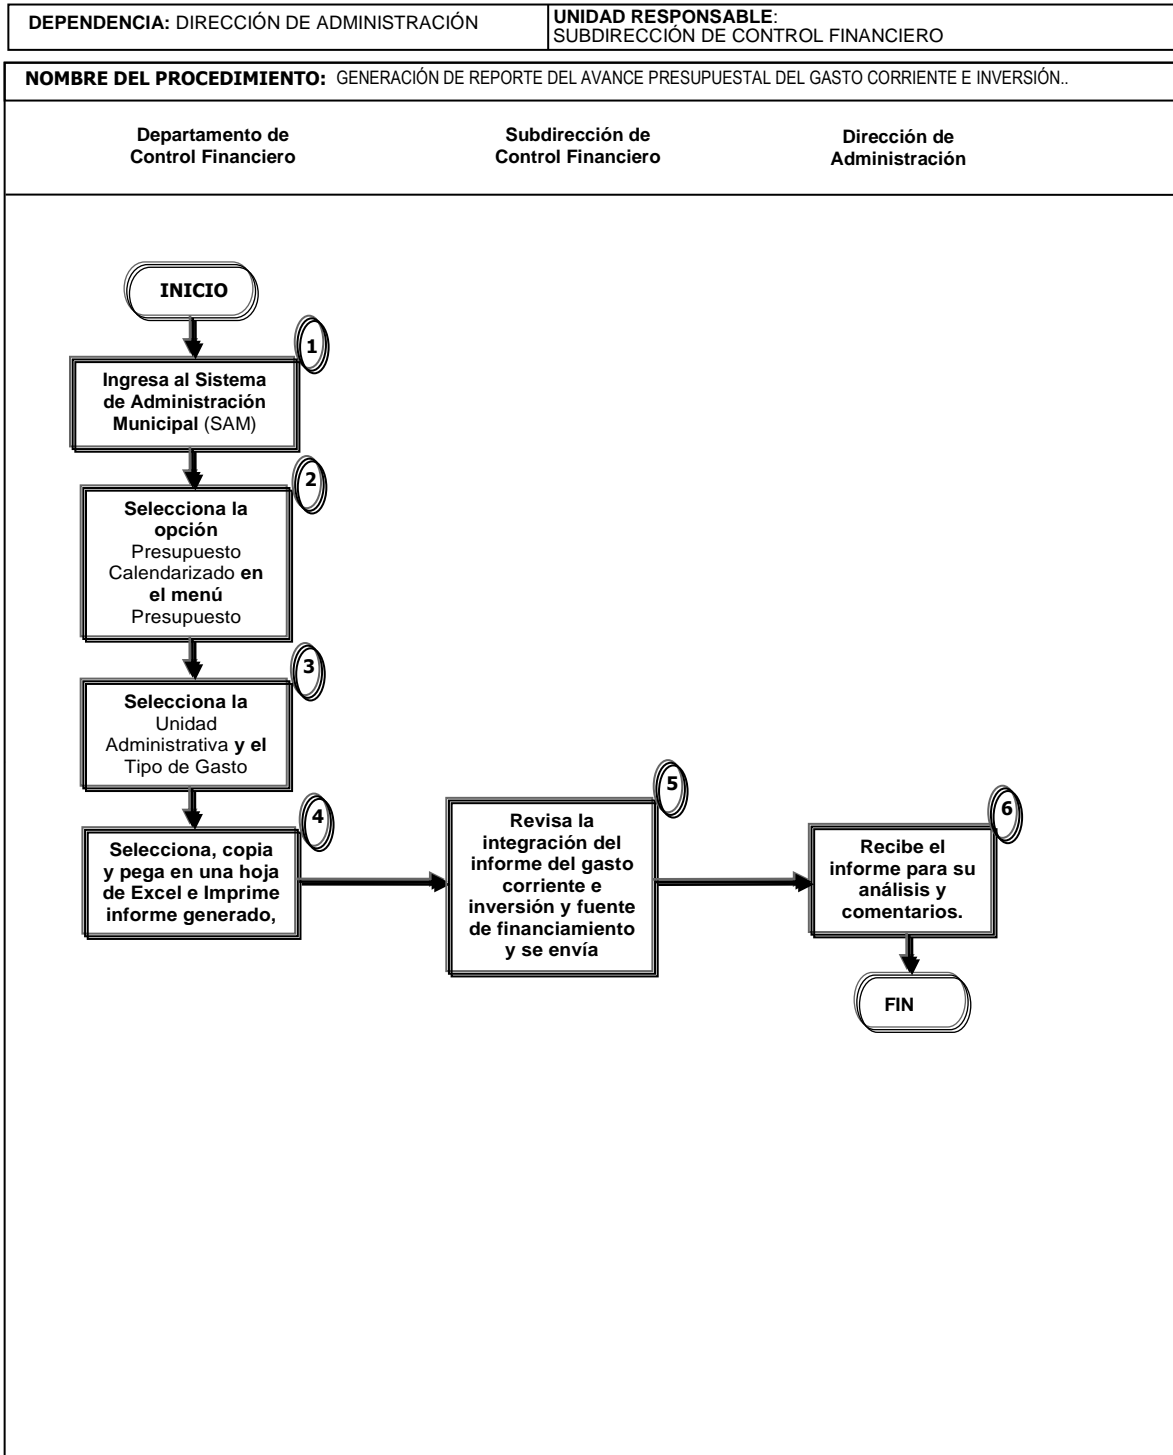 DEPENDENCIA: DIRECCIÓN DE ADMINISTRACIÓN
UNIDAD RESPONSABLE:
SUBDIRECCIÓN DE CONTROL FINANCIERO
NOMBRE DEL PROCEDIMIENTO: GENERACIÓN DE REPORTE DEL AVANCE PRESUPUESTAL DEL GASTO CORRIENTE E INVERSIÓN..
Departamento de
Control Financiero
Subdirección de
Control Financiero
Dirección de
Administración
INICIO
1
Ingresa al Sistema
de Administración
Municipal (SAM)
2
Selecciona la
opción
Presupuesto
Calendarizado en
el menú
Presupuesto
3
Selecciona la
Unidad
Administrativa y el
Tipo de Gasto
4
Selecciona, copia
y pega en una hoja
de Excel e Imprime
informe generado,
5
Revisa la
integración del
informe del gasto
corriente e
inversión y fuente
de financiamiento
y se envía
6
Recibe el
informe para su
análisis y
comentarios.
FIN